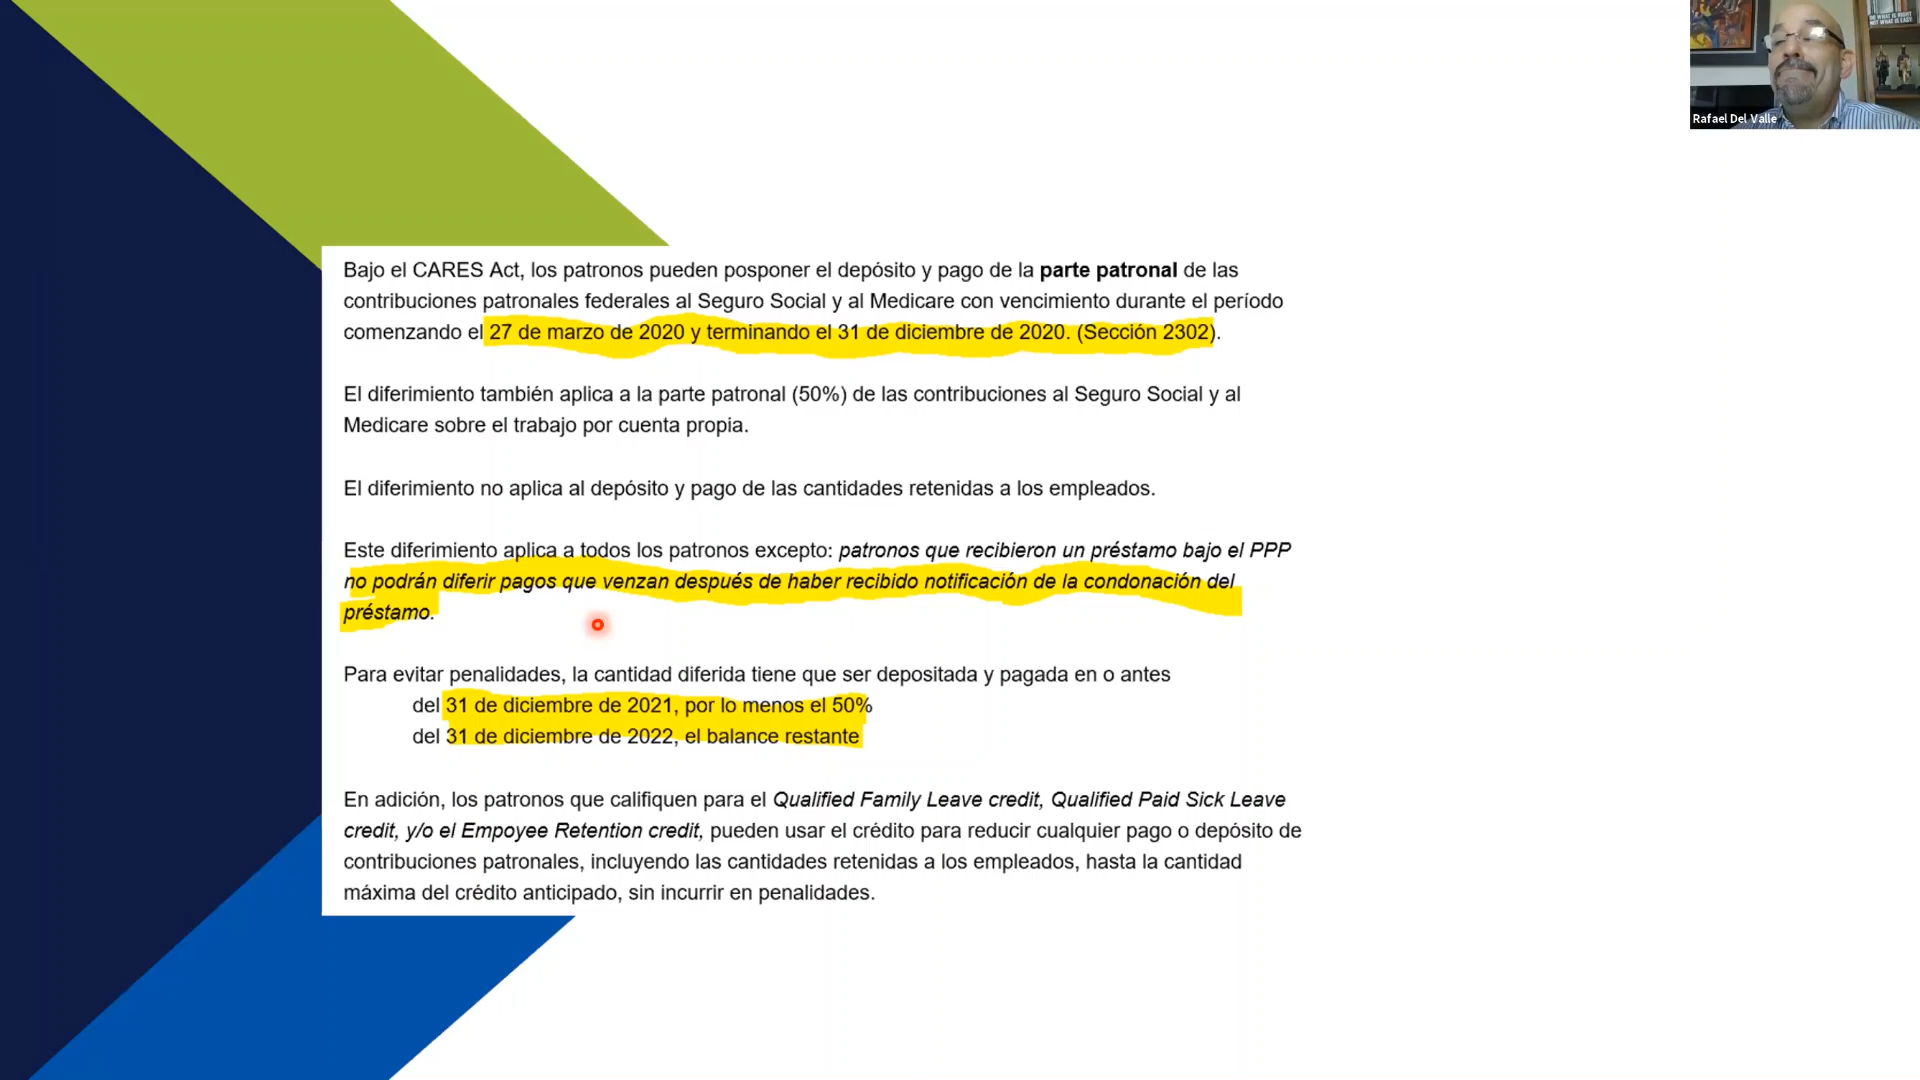 DO WHAT IS RIGHT
NOT WHAT IS EASY
Rafael Del Valle
Bajo el CARES Act, los patronos pueden posponer el depósito y pago de la parte patronal de las
contribuciones patronales federales al Seguro Social y al Medicare con vencimiento durante el período
comenzando el 27 de marzo de 2020 y terminando el 31 de diciembre de 2020. (Sección 2302).
El diferimiento también aplica a la parte patronal (50%) de las contribuciones al Seguro Social y al
Medicare sobre el trabajo por cuenta propia.
El diferimiento no aplica al depósito y pago de las cantidades retenidas a los empleados.
Este diferimiento aplica a todos los patronos excepto: patronos que recibieron un préstamo bajo el PPP
no podrán diferir pagos que venzan después de haber recibido notificación de la condonación del
préstamo.
Para evitar penalidades, la cantidad diferida tiene que ser depositada y pagada en o antes
del 31 de diciembre de 2021, por lo menos el 50%
del 31 de diciembre de 2022, el balance restante
En adición, los patronos que califiquen para el Qualified Family Leave credit, Qualified Paid Sick Leave
credit, y/o el Empoyee Retention credit, pueden usar el crédito para reducir cualquier pago o depósito de
contribuciones patronales, incluyendo las cantidades retenidas a los empleados, hasta la cantidad
máxima del crédito anticipado, sin incurrir en penalidades.